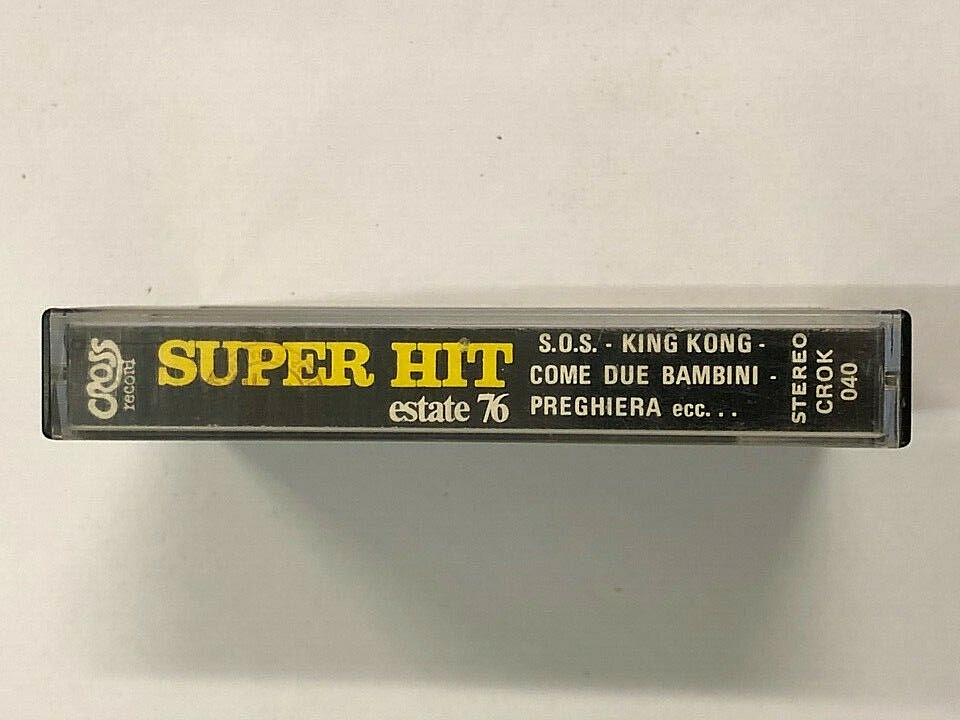 CROSS
record
SUPER HIT
estate 76
S.O.S. - KING KONG -
COME DUE BAMBINI -
PREGHIERA ecc...
STEREO
CROK
040